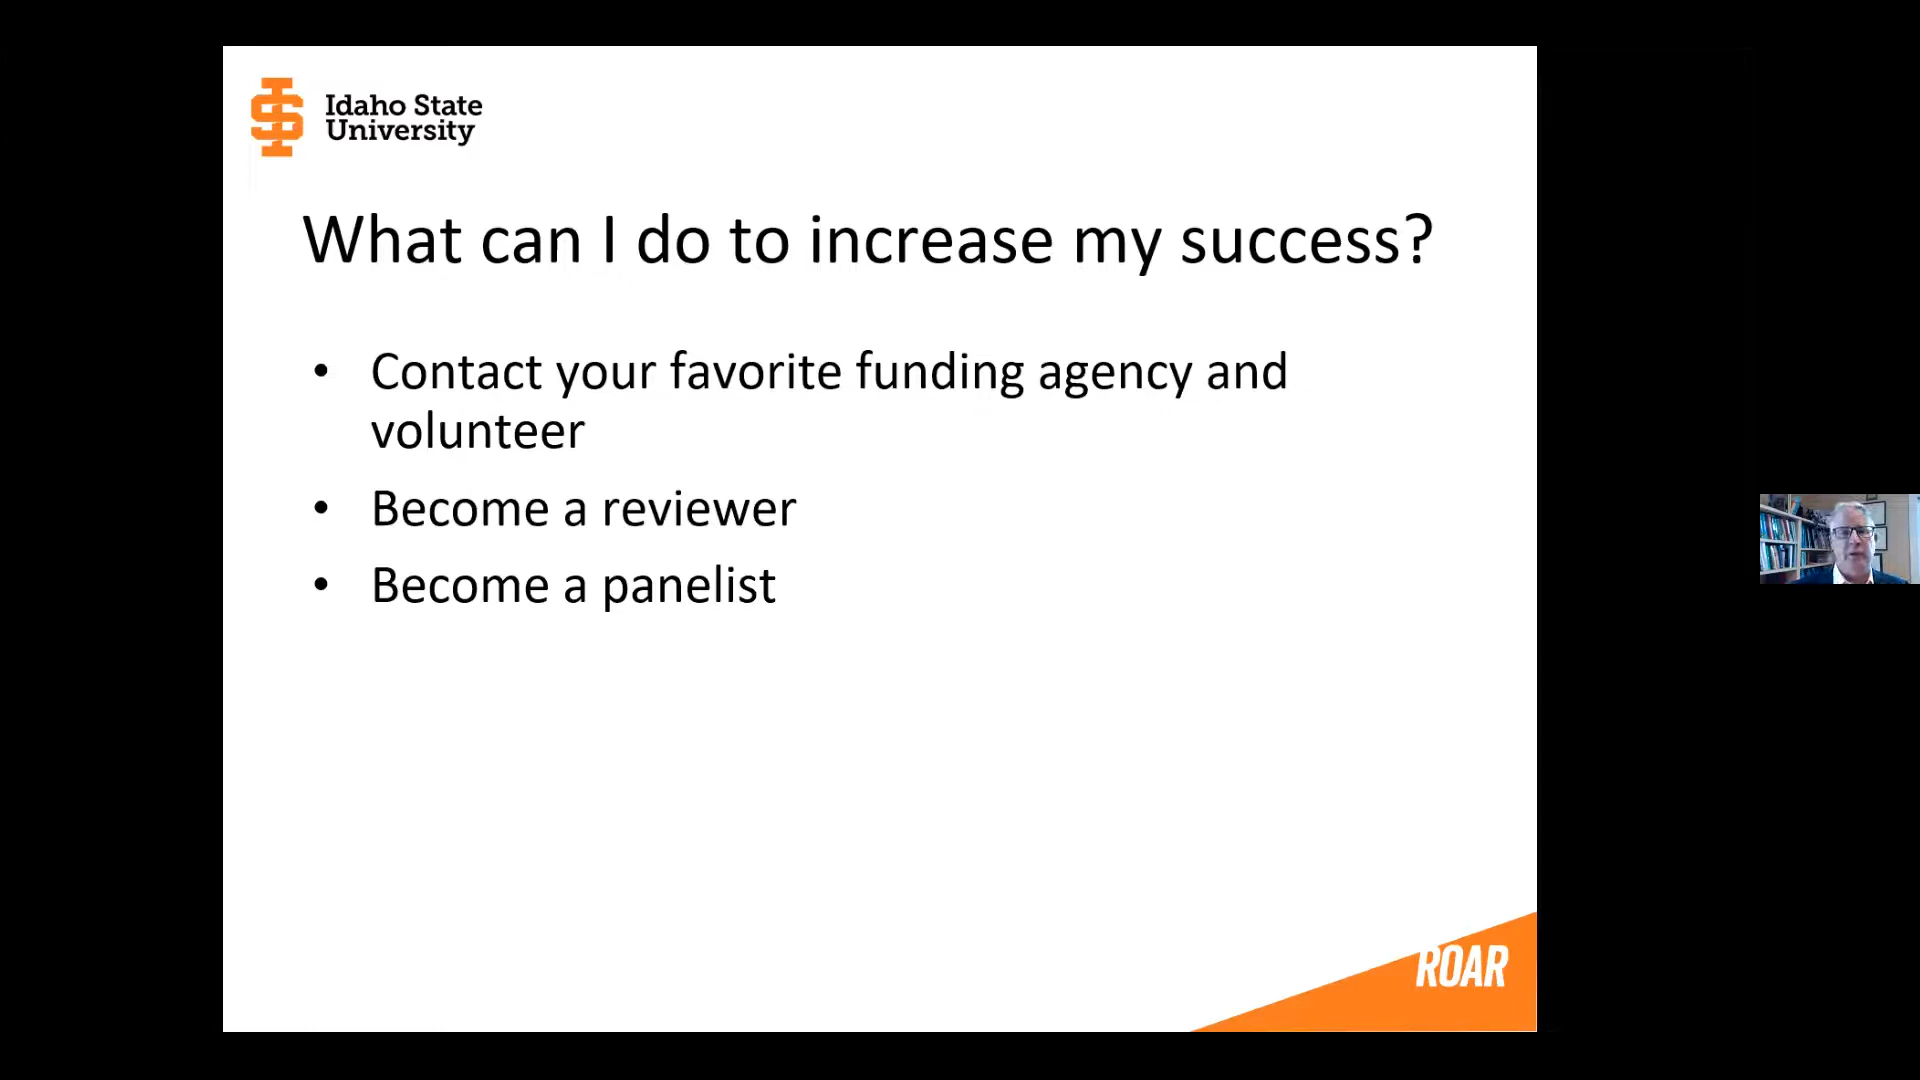 Idaho State
University
What can I do to increase my success?
• Contact your favorite funding agency and
volunteer
• Become a reviewer
• Become a panelist
ROAR